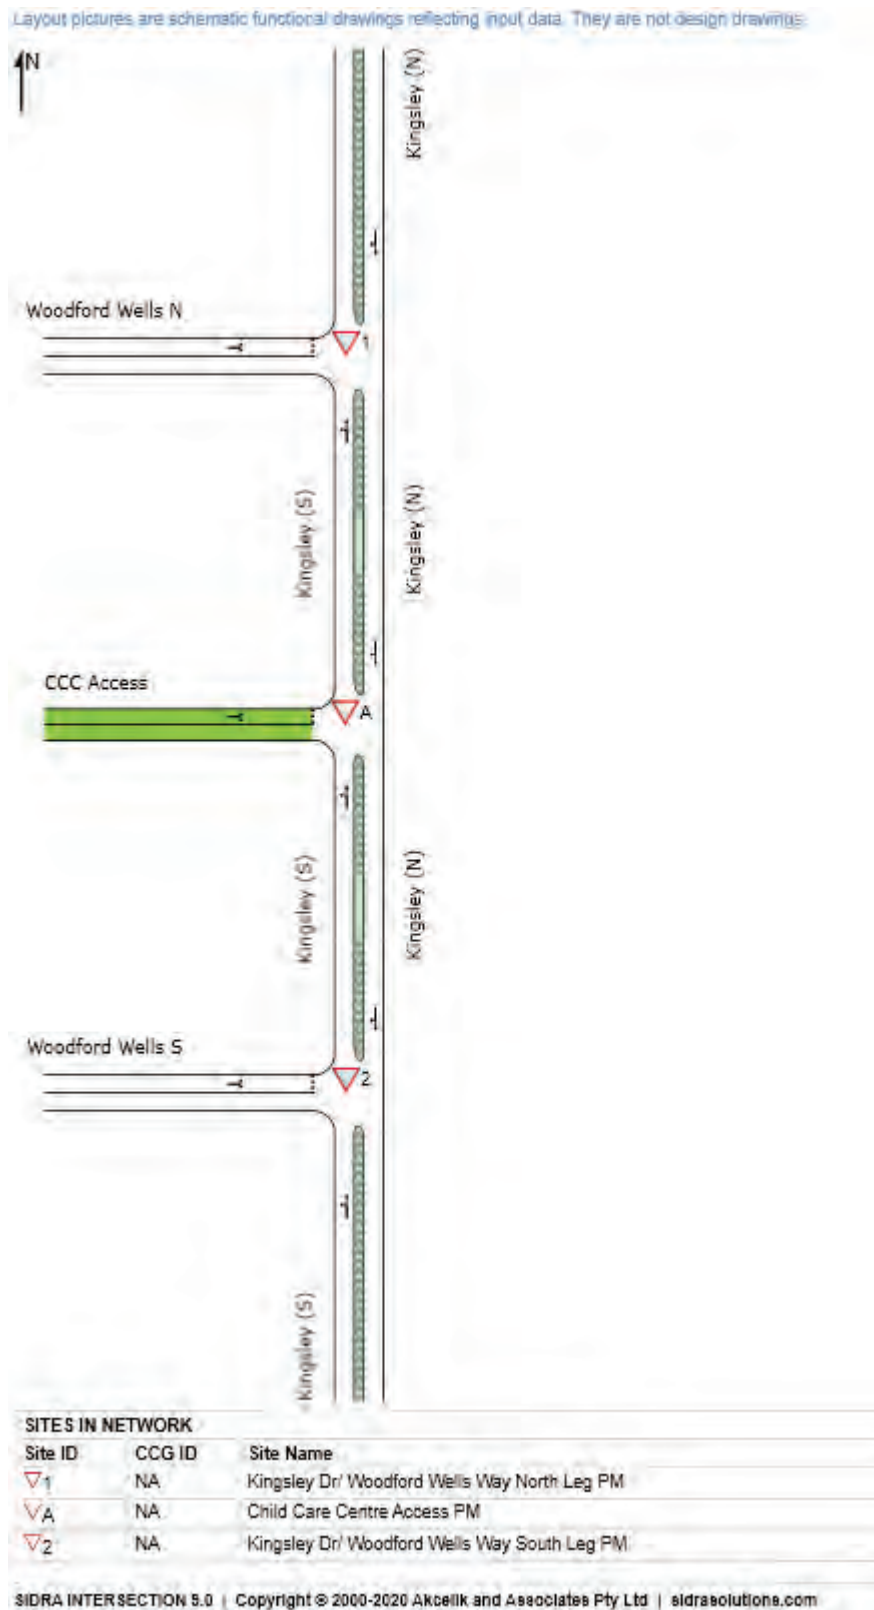 Layout pictures are schematic functional drawings reflecting input data. They are not design drawings.
N
Kingsley (N)
Woodford Wells N
1
Kingsley (S)
Kingsley (N)
CCC Access
A
Kingsley (S)
Kingsley (N)
Woodford Wells S
2
Kingsley (S)
SITES IN NETWORK
Site ID CCG ID Site Name
1 NA Kingsley Dr/ Woodford Wells Way North Leg PM
A NA Child Care Centre Access PM
2 NA Kingsley Dr/ Woodford Wells Way South Leg PM
SIDRA INTERSECTION 9.0 | Copyright © 2000-2020 Akcelik and Associates Pty Ltd | sidrasolutions.com